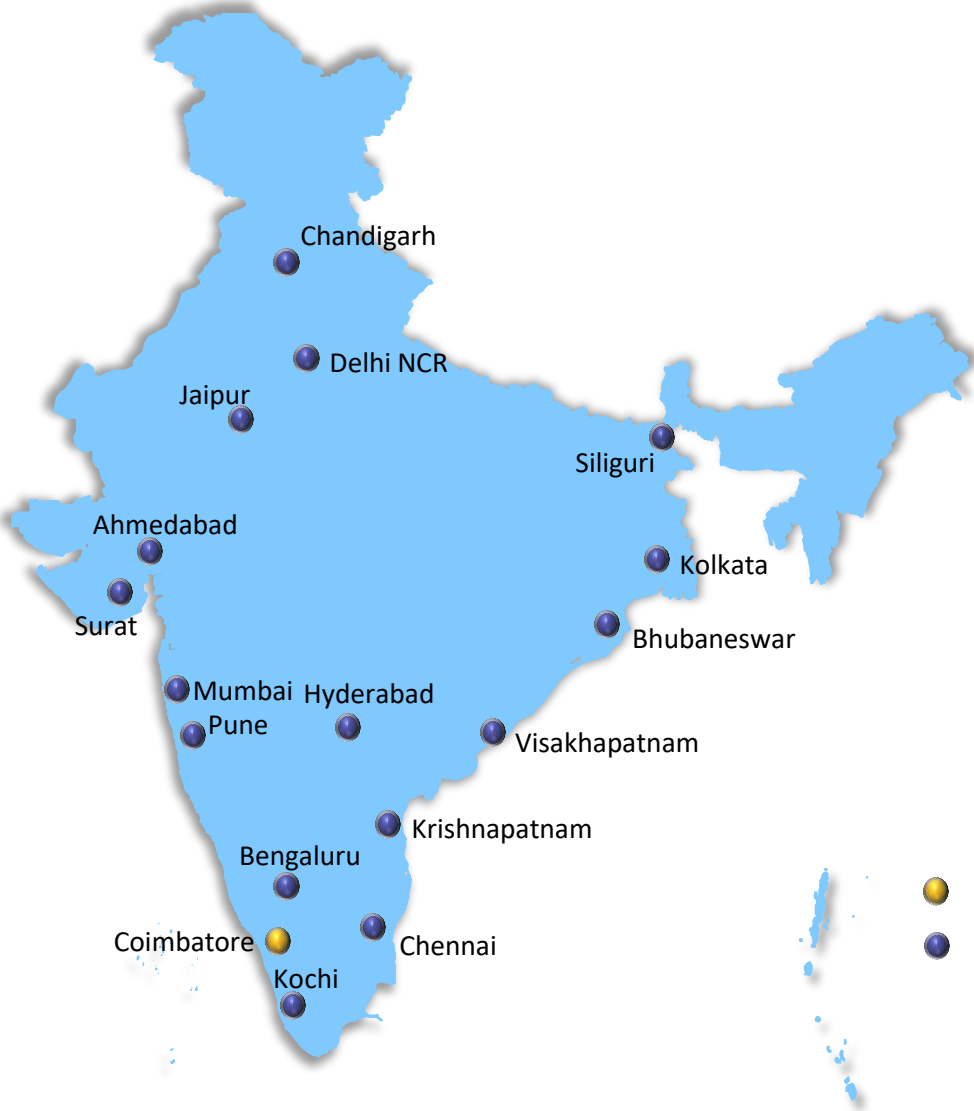 Chandigarh
Delhi NCR
Jaipur
Siliguri
Ahmedabad
Kolkata
Surat
Bhubaneswar
Mumbai
Hyderabad
Pune
Visakhapatnam
Krishnapatnam
Bengaluru
Coimbatore
Chennai
Kochi